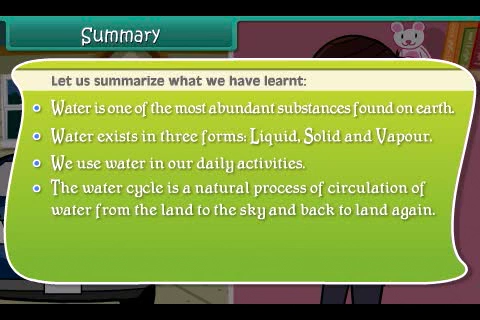 Summary
Let us summarize what we have learnt:
Water is one of the most abundant substances found on earth.
Water exists in three forms: Liquid, Solid and Vapour.
We use water in our daily activities.
The water cycle is a natural process of circulation of
water from the land to the sky and back to land again.